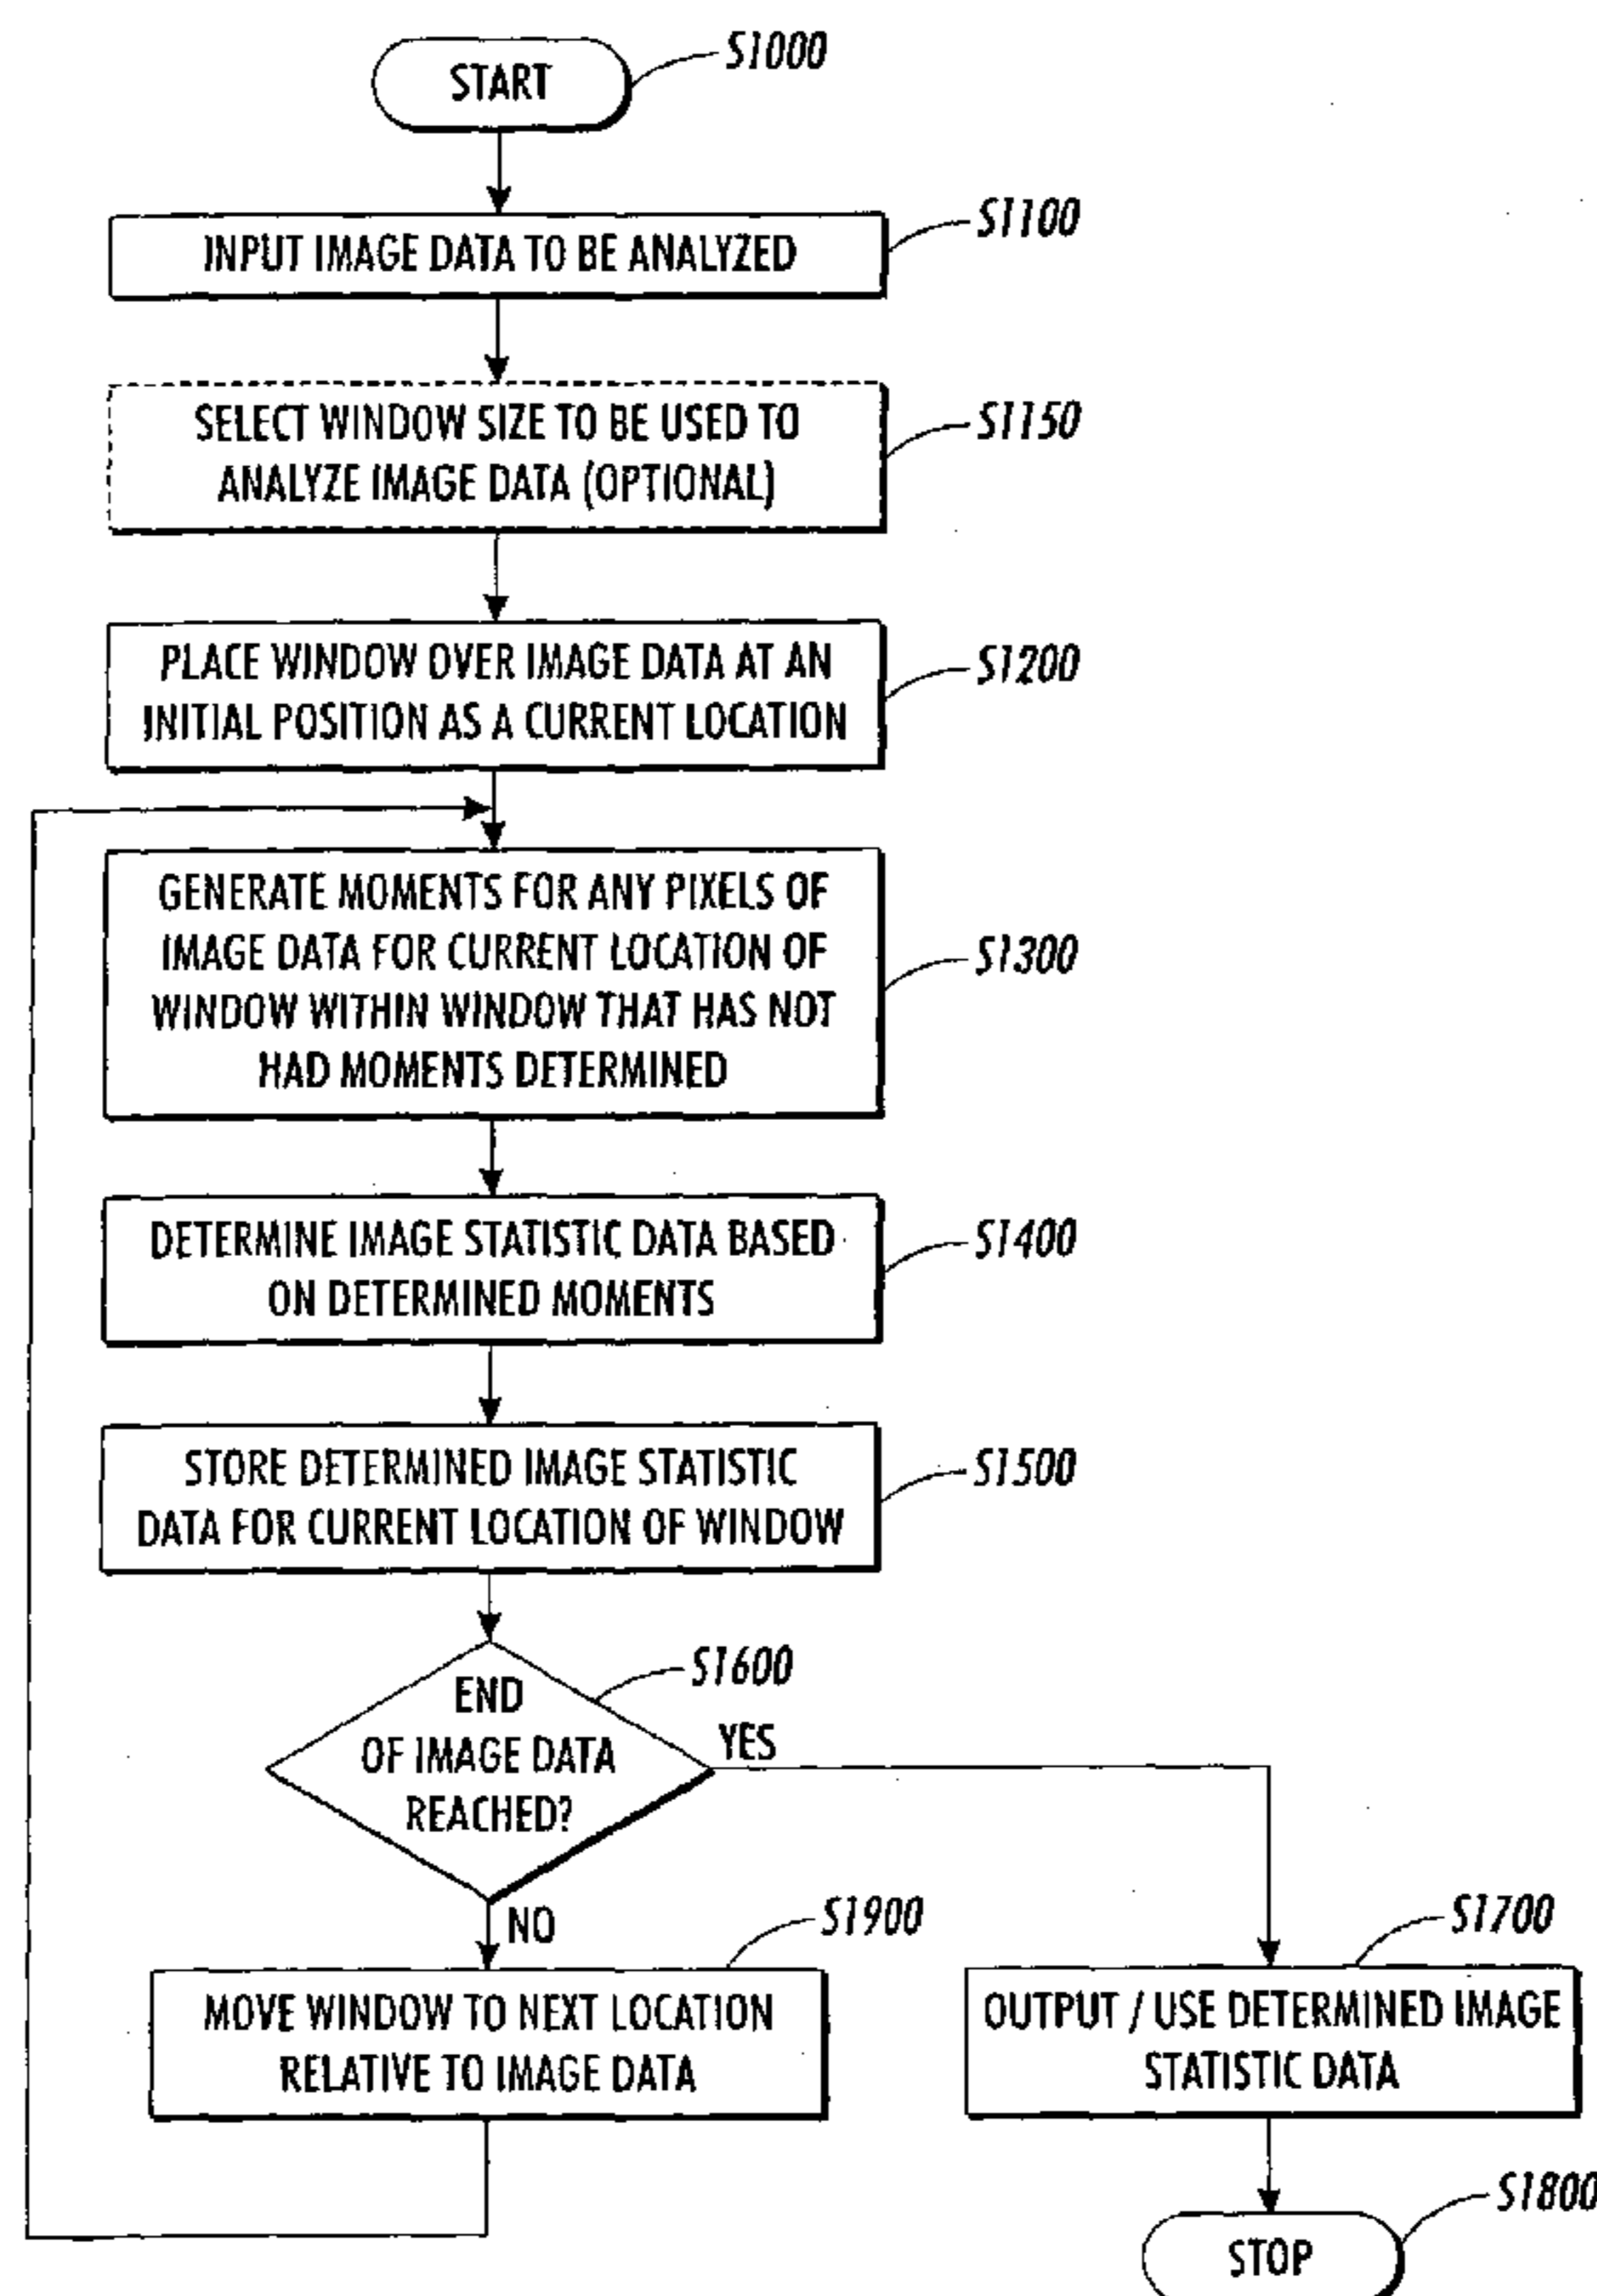 START
S1000
INPUT IMAGE DATA TO BE ANALYZED
S1100
SELECT WINDOW SIZE TO BE USED TO
ANALYZE IMAGE DATA (OPTIONAL)
S1150
PLACE WINDOW OVER IMAGE DATA AT AN
INITIAL POSITION AS A CURRENT LOCATION
S1200
GENERATE MOMENTS FOR ANY PIXELS OF
IMAGE DATA FOR CURRENT LOCATION OF
WINDOW WITHIN WINDOW THAT HAS NOT
HAD MOMENTS DETERMINED
S1300
DETERMINE IMAGE STATISTIC DATA BASED
ON DETERMINED MOMENTS
S1400
STORE DETERMINED IMAGE STATISTIC
DATA FOR CURRENT LOCATION OF WINDOW
S1500
END
OF IMAGE DATA
REACHED?
S1600
YES
NO
MOVE WINDOW TO NEXT LOCATION
RELATIVE TO IMAGE DATA
S1900
OUTPUT / USE DETERMINED IMAGE
STATISTIC DATA
S1700
STOP
S1800